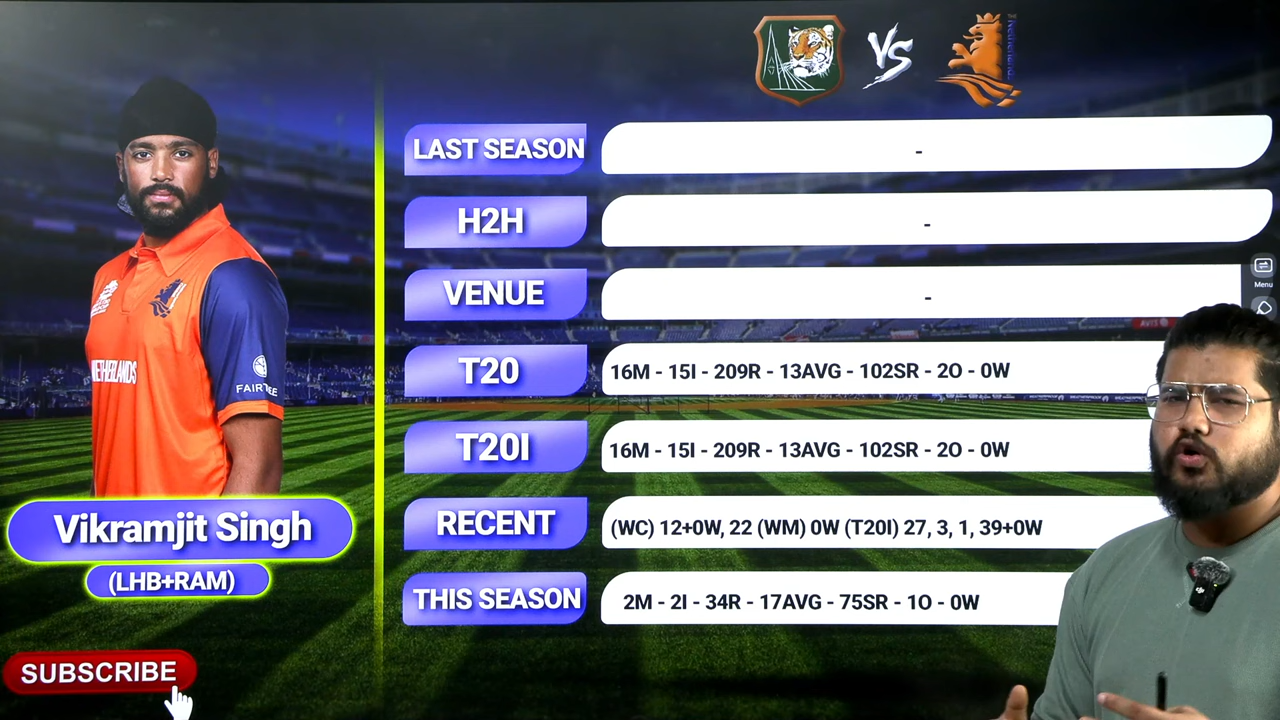 VS
Netherlands
LAST SEASON -
H2H -
VENUE -
T20 16M - 15I - 209R - 13AVG - 102SR - 2O - 0W
T20I 16M - 15I - 209R - 13AVG - 102SR - 2O - 0W
RECENT (WC) 12+0W, 22 (WM) 0W (T20I) 27, 3, 1, 39+0W
THIS SEASON 2M - 2I - 34R - 17AVG - 75SR - 1O - 0W
Menu
AVIS
NETHERLANDS
Vikramjit Singh
(LHB+RAM)
SUBSCRIBE